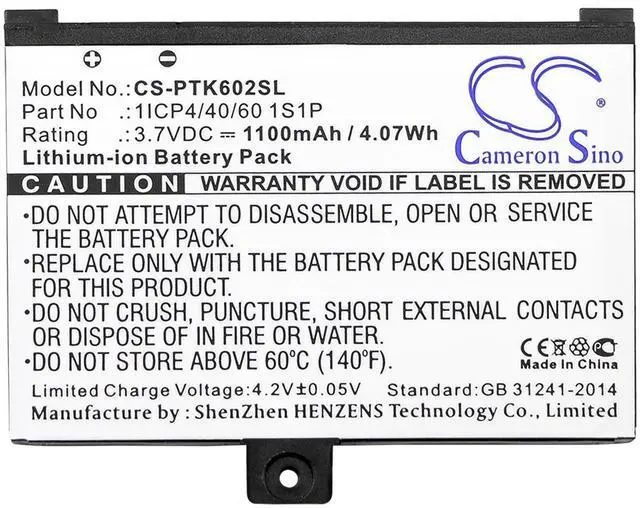 + −
Model No.: CS-PTK602SL
Part No : 1ICP4/40/60 1S1P
Rating : 3.7VDC ⎓ 1100mAh / 4.07Wh
Lithium-ion Battery Pack
CS
®
Cameron Sino
CAUTION WARRANTY VOID IF LABEL IS REMOVED
•DO NOT ATTEMPT TO DISASSEMBLE, OPEN OR SERVICE
THE BATTERY PACK.
•REPLACE ONLY WITH THE BATTERY PACK DESIGNATED
FOR THIS PRODUCT.
•DO NOT CRUSH, PUNCTURE, SHORT EXTERNAL CONTACTS
OR DISPOSE IN FIRE OR WATER.
•DO NOT STORE ABOVE 60°C (140°F).
CE
Made In China
Limited Charge Voltage:4.2V±0.05V Standard:GB 31241-2014
Manufacture by : ShenZhen HENZENS Technology Co., Limited